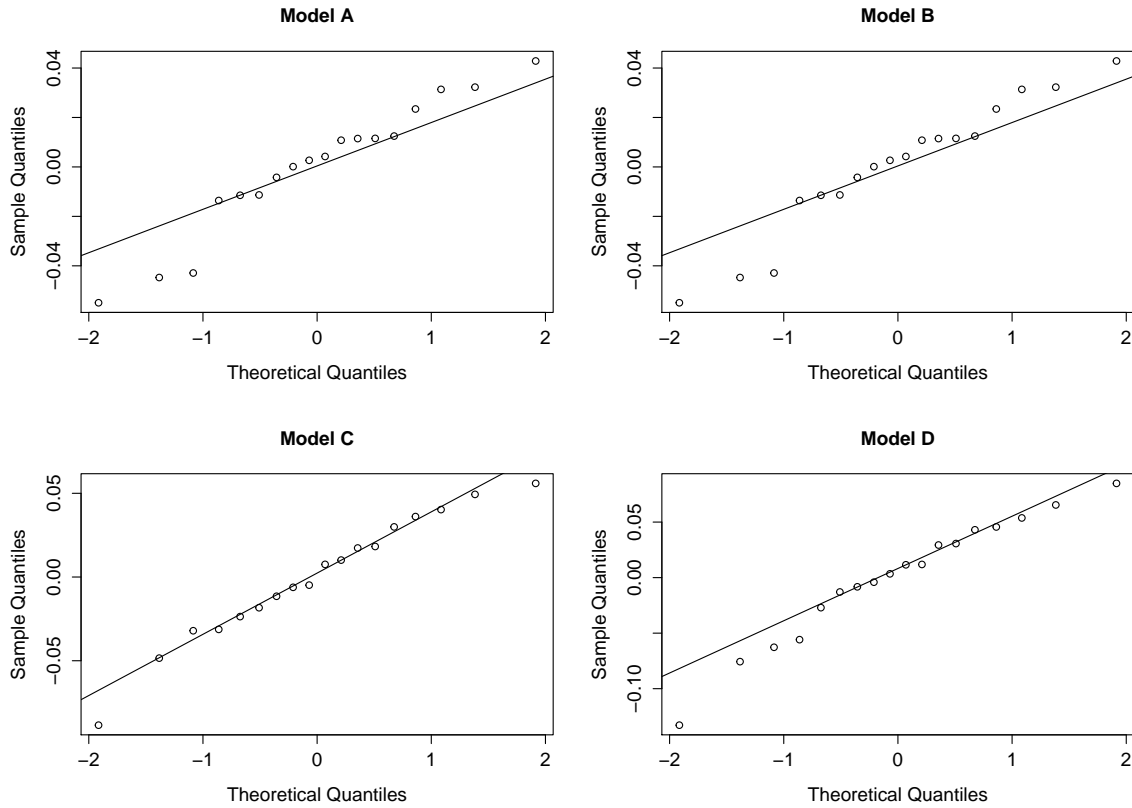 Model A
0.04
0.00
−0.04
Sample Quantiles
−2 −1 0 1 2
Theoretical Quantiles
Model B
0.04
0.00
−0.04
Sample Quantiles
−2 −1 0 1 2
Theoretical Quantiles
Model C
0.05
0.00
−0.05
Sample Quantiles
−2 −1 0 1 2
Theoretical Quantiles
Model D
0.05
0.00
−0.10
Sample Quantiles
−2 −1 0 1 2
Theoretical Quantiles